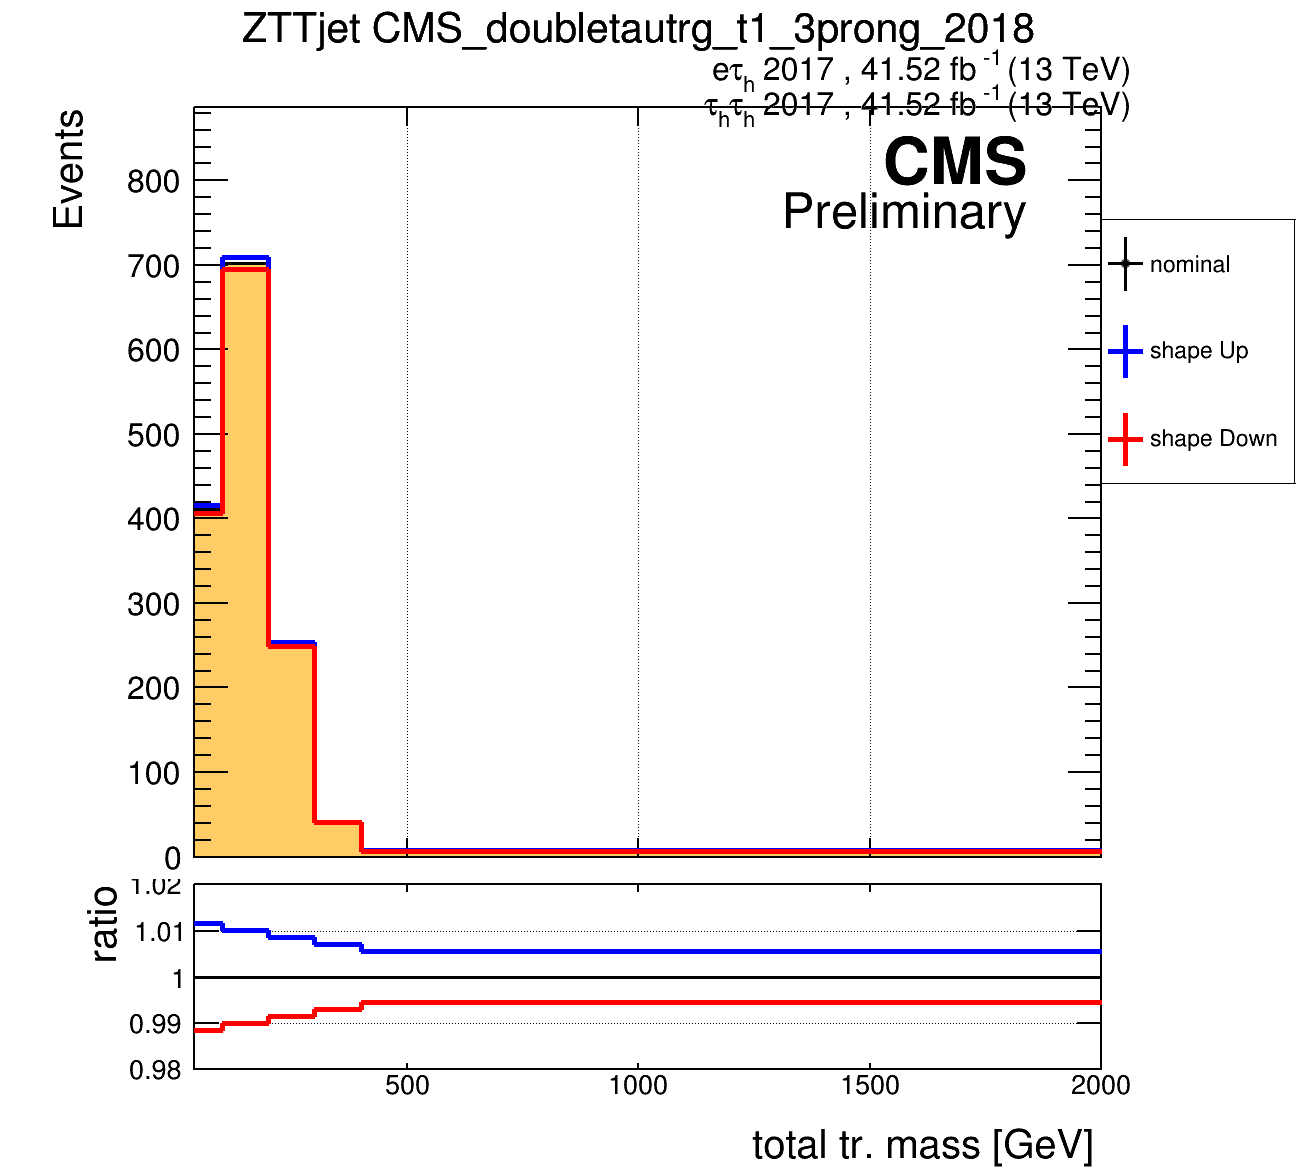 ZTTjet CMS_doubletautrg_t1_3prong_2018
eτh 2017 , 41.52 fb -1 (13 TeV)
τhτh 2017 , 41.52 fb -1 (13 TeV)
CMS
Preliminary
Events
800
700
600
500
400
300
200
100
0
nominal
shape Up
shape Down
ratio
1.02
1.01
1
0.99
0.98
500 1000 1500 2000
total tr. mass [GeV]